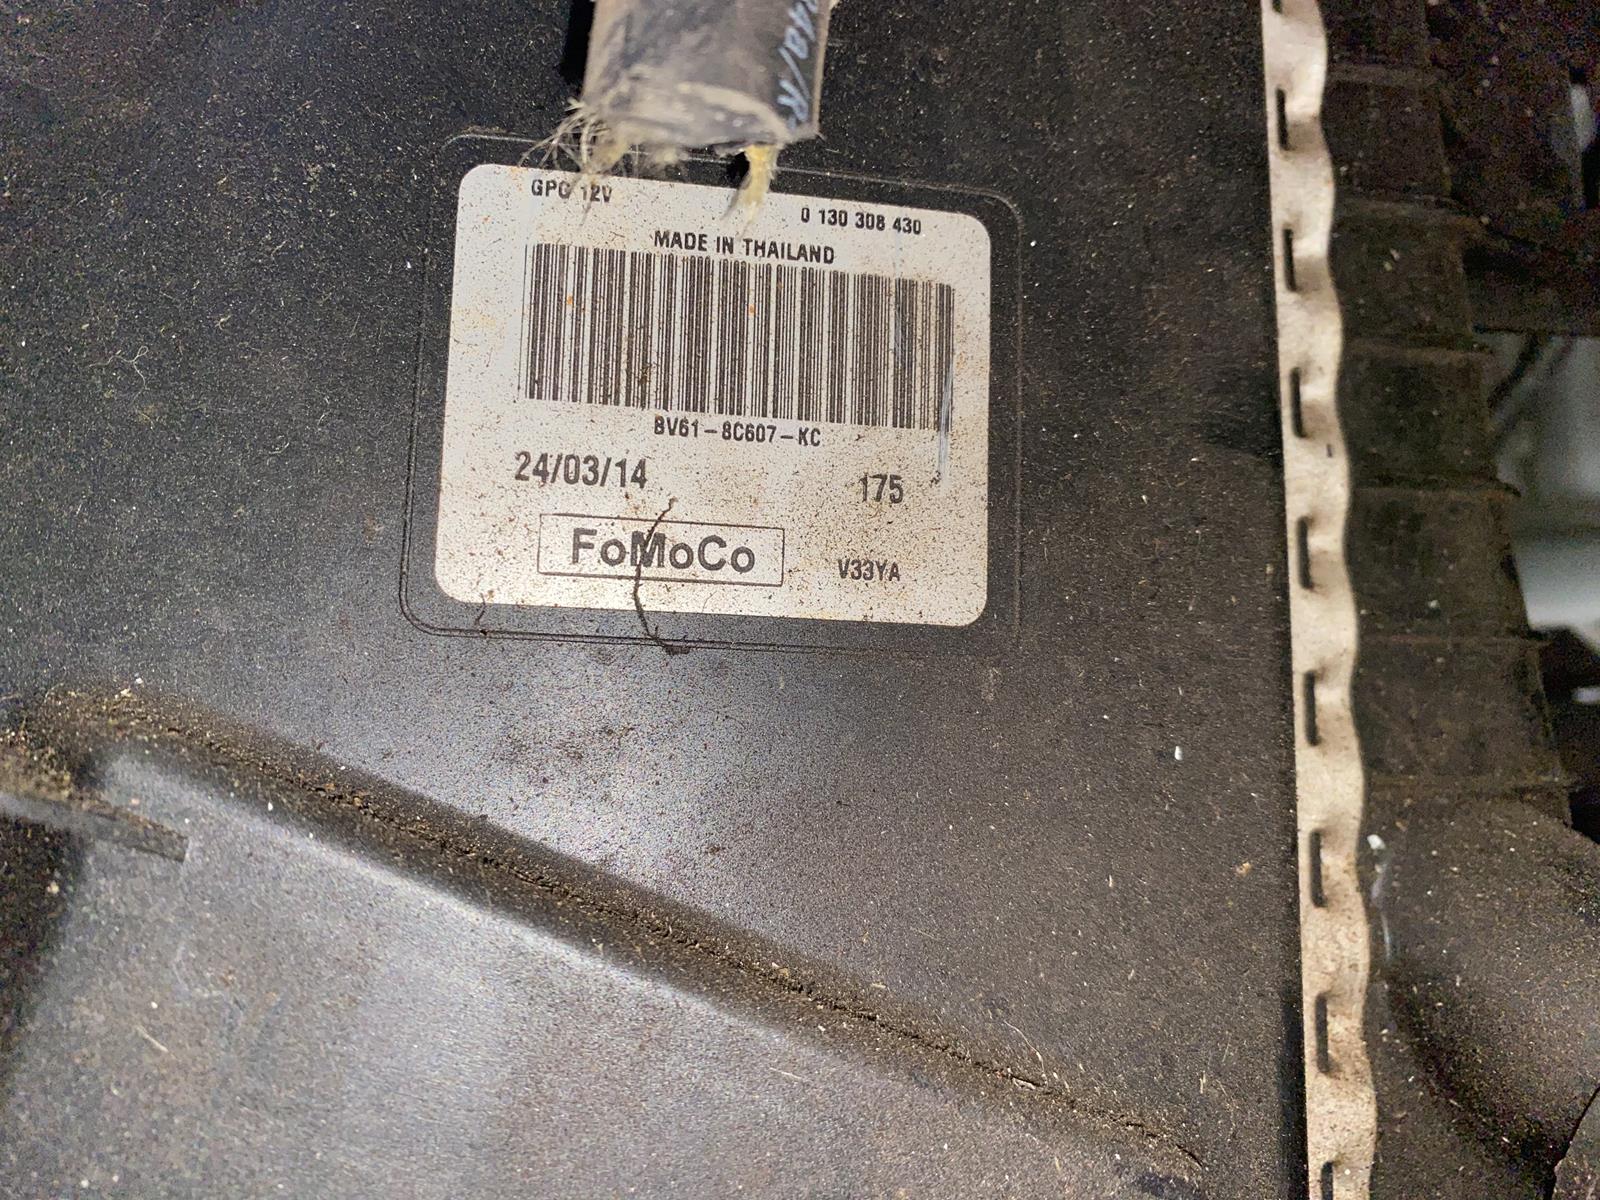 GPC 12V
0 130 308 430
MADE IN THAILAND
BV61-8C607-KC
24/03/14
175
FoMoCo
V33YA